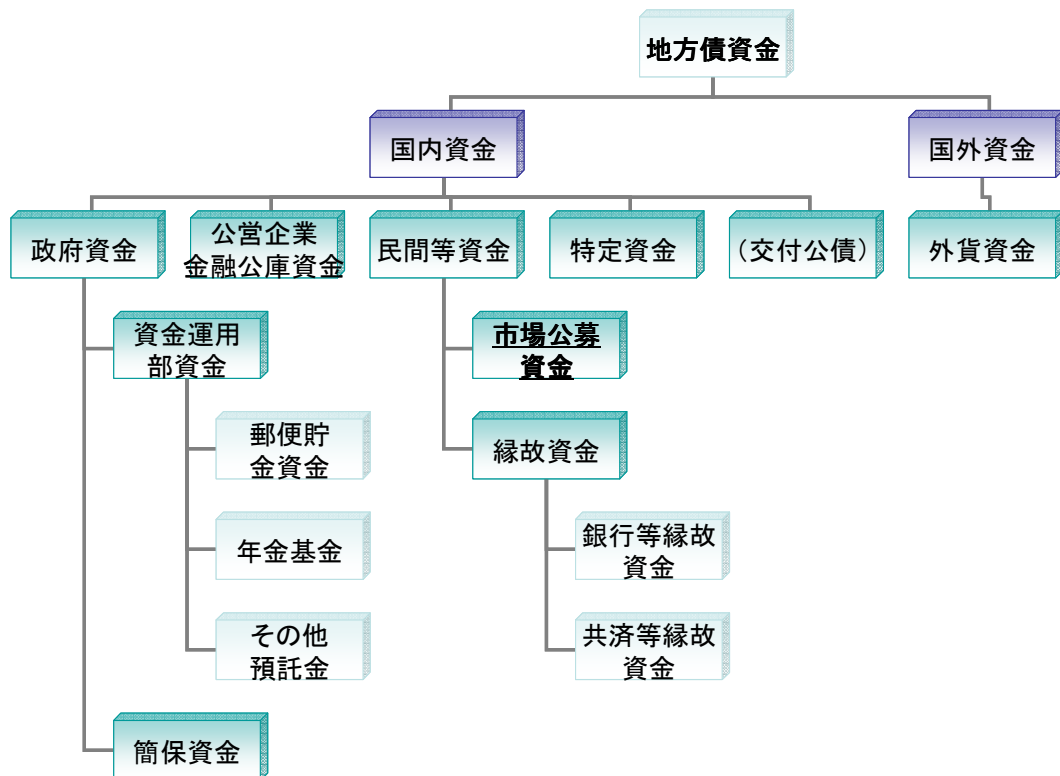 地方債資金
国内資金
国外資金
政府資金
公営企業
金融公庫資金
民間等資金
特定資金
(交付公債)
外貨資金
資金運用
部資金
市場公募
資金
郵便貯
金資金
縁故資金
年金基金
銀行等縁故
資金
その他
預託金
共済等縁故
資金
簡保資金